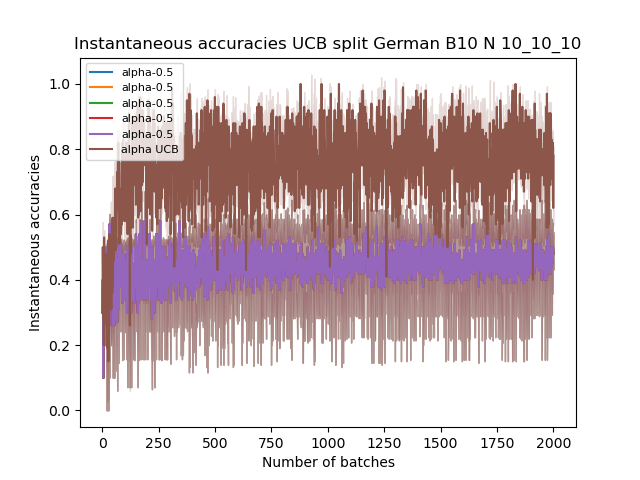 Instantaneous accuracies UCB split German B10 N 10_10_10
alpha-0.5
alpha-0.5
alpha-0.5
alpha-0.5
alpha-0.5
alpha UCB
Instantaneous accuracies
1.0
0.8
0.6
0.4
0.2
0.0
0 250 500 750 1000 1250 1500 1750 2000
Number of batches